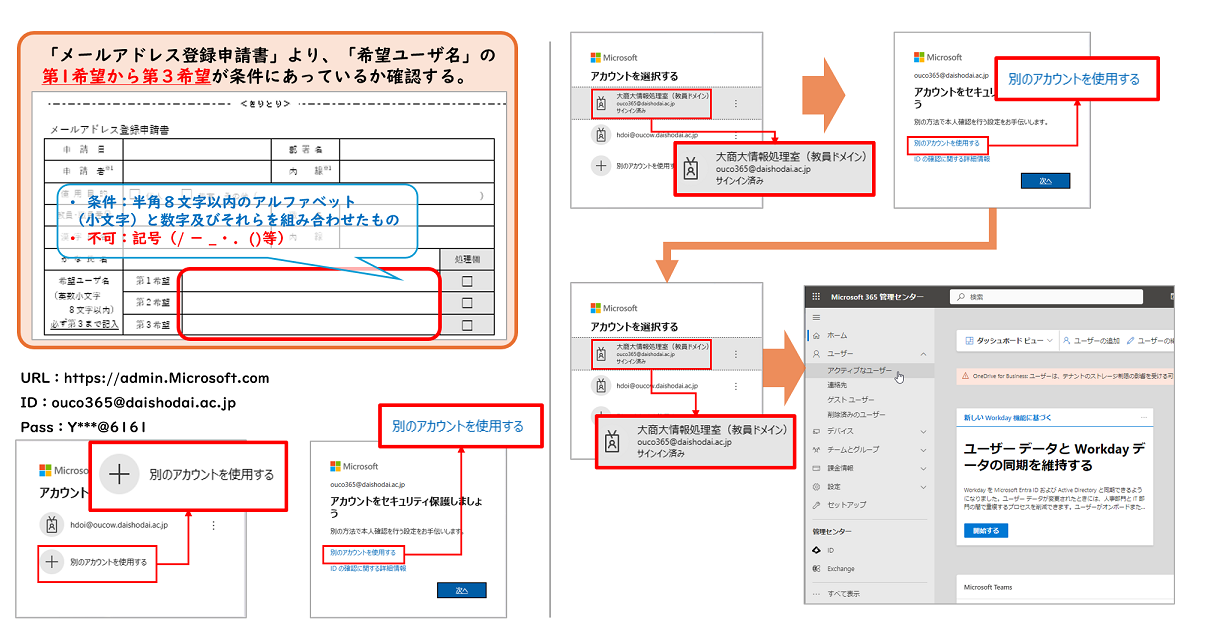 「メールアドレス登録申請書」より、「希望ユーザ名」の
第1希望から第3希望が条件にあっているか確認する。
<きりとり>
メールアドレス登録申請書
申 請 日
部 署 名
申 請 者※1
内 線※1
・ 条件：半角8文字以内のアルファベット
（小文字）と数字及びそれらを組み合わせたもの
・ 不可：記号（/ － _ ・ . ()等）
処理欄
希望ユーザ名
（英数小文字
8文字以内）
必ず第3まで記入
第1希望
第2希望
第3希望
URL：https://admin.Microsoft.com
ID：ouco365@daishodai.ac.jp
Pass：Y***@6161
Microso
アカウント
別のアカウントを使用する
hdoi@oucow.daishodai.ac.jp
別のアカウントを使用する
別のアカウントを使用する
Microsoft
ouco365@daishodai.ac.jp
アカウントをセキュリティ保護しましょ
う
別の方法で本人確認を行う設定をお手伝いします。
別のアカウントを使用する
ID の確認に関する詳細情報
次へ
Microsoft
アカウントを選択する
大商大情報処理室（教員ドメイン）
ouco365@daishodai.ac.jp
サインイン済み
hdoi@oucow.daishodai.ac.jp
別のアカウントを使用す
大商大情報処理室（教員ドメイン）
ouco365@daishodai.ac.jp
サインイン済み
Microsoft
ouco365@daishodai.ac.jp
別のアカウントを使用する
アカウントをセキュリ
う
別の方法で本人確認を行う設定をお手伝いします。
別のアカウントを使用する
ID の確認に関する詳細情報
次へ
Microsoft
アカウントを選択する
大商大情報処理室（教員ドメイン）
ouco365@daishodai.ac.jp
サインイン済み
hdoi@oucow.daishodai.ac.jp
大商大情報処理室（教員ドメイン）
ouco365@daishodai.ac.jp
サインイン済み
Microsoft 365 管理センター
検索
ホーム
ユーザー
アクティブなユーザー
連絡先
ゲスト ユーザー
削除済みのユーザー
デバイス
チームとグループ
課金情報
設定
セットアップ
管理センター
ID
Exchange
すべて表示
ダッシュボード ビュー
ユーザーの追加
ユーザーの
OneDrive for Business: ユーザーは、テナントのストレージ制限の影響を受ける可
新しい Workday 機能に基づく
ユーザー データと Workday デ
ータの同期を維持する
Workday を Microsoft Entra ID および Active Directory と同期できるよう
になりました。ユーザー データが変更されたときには、人事部門と IT 部
門の間で重複するプロセスを削減できます。ユーザーがオンボードまた...
開始する
Microsoft Teams